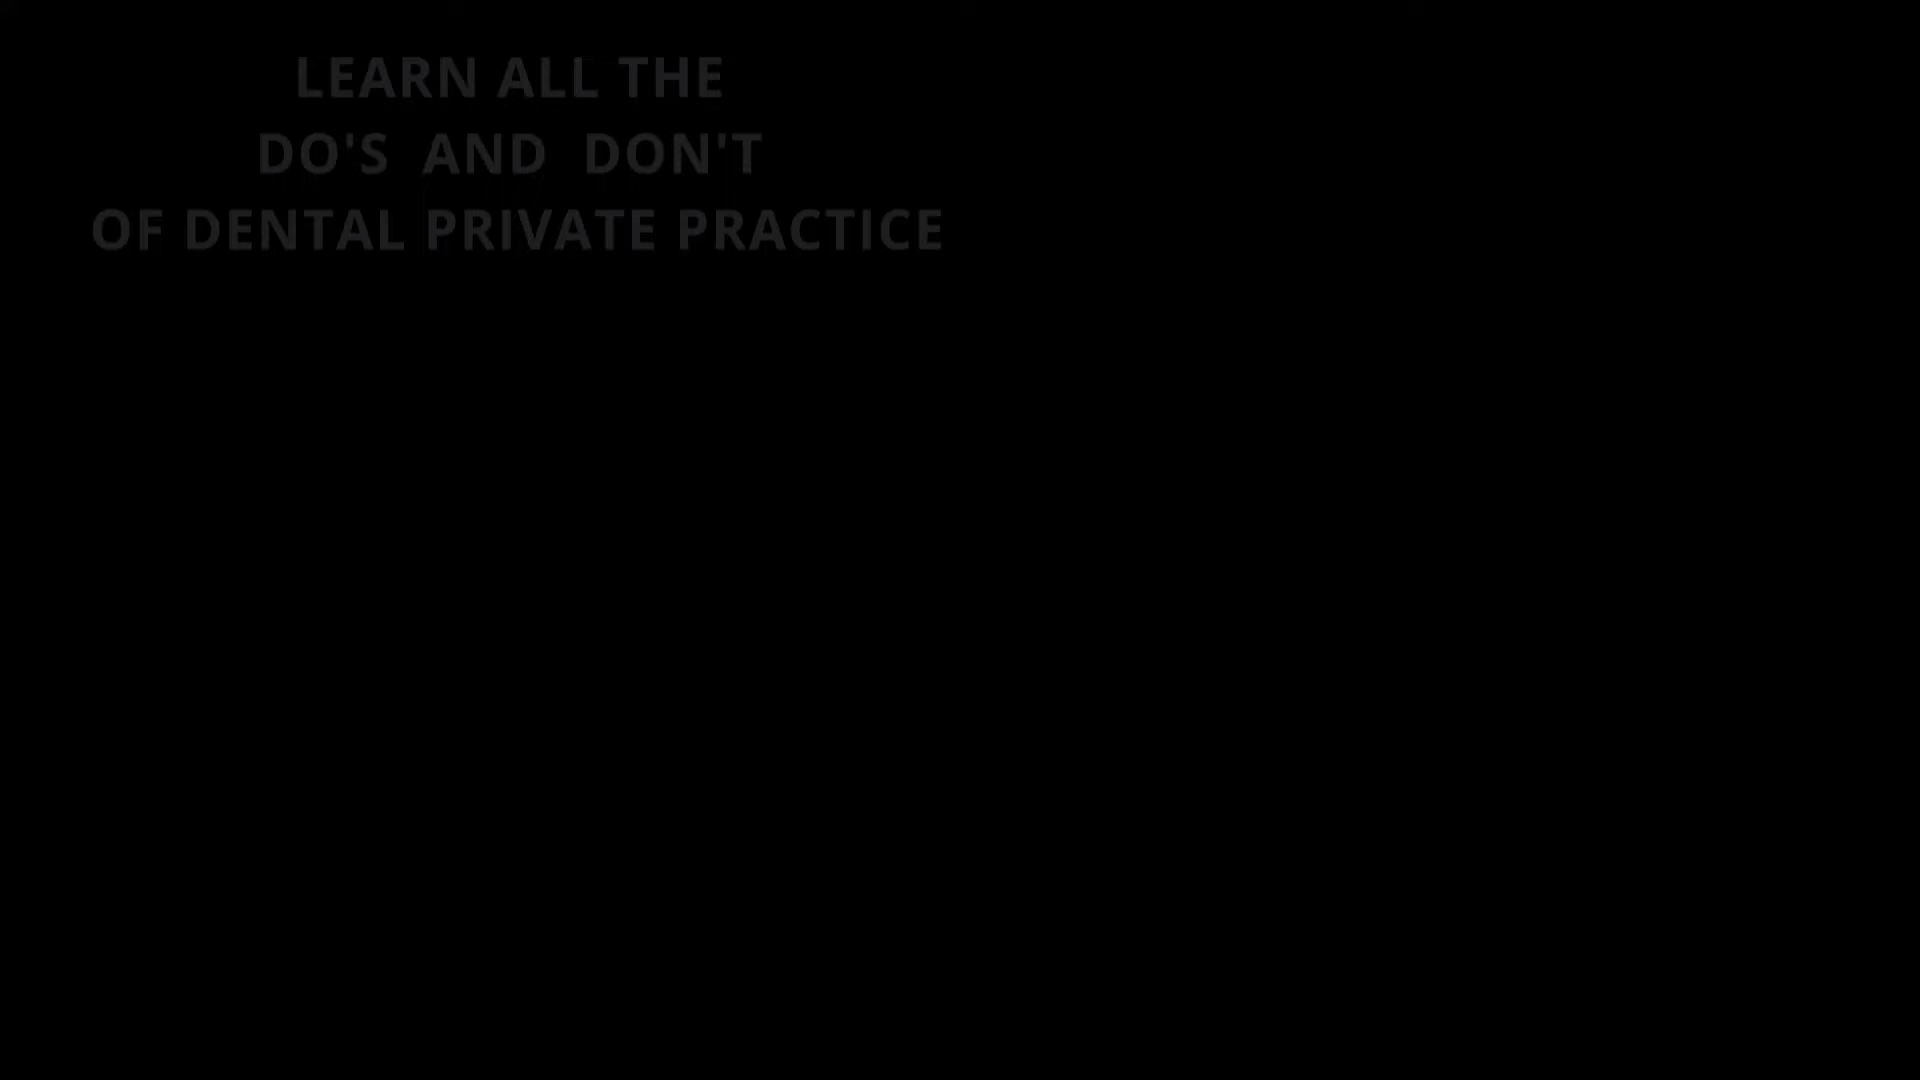 LEARN ALL THE
DO'S AND DON'T
OF DENTAL PRIVATE PRACTICE